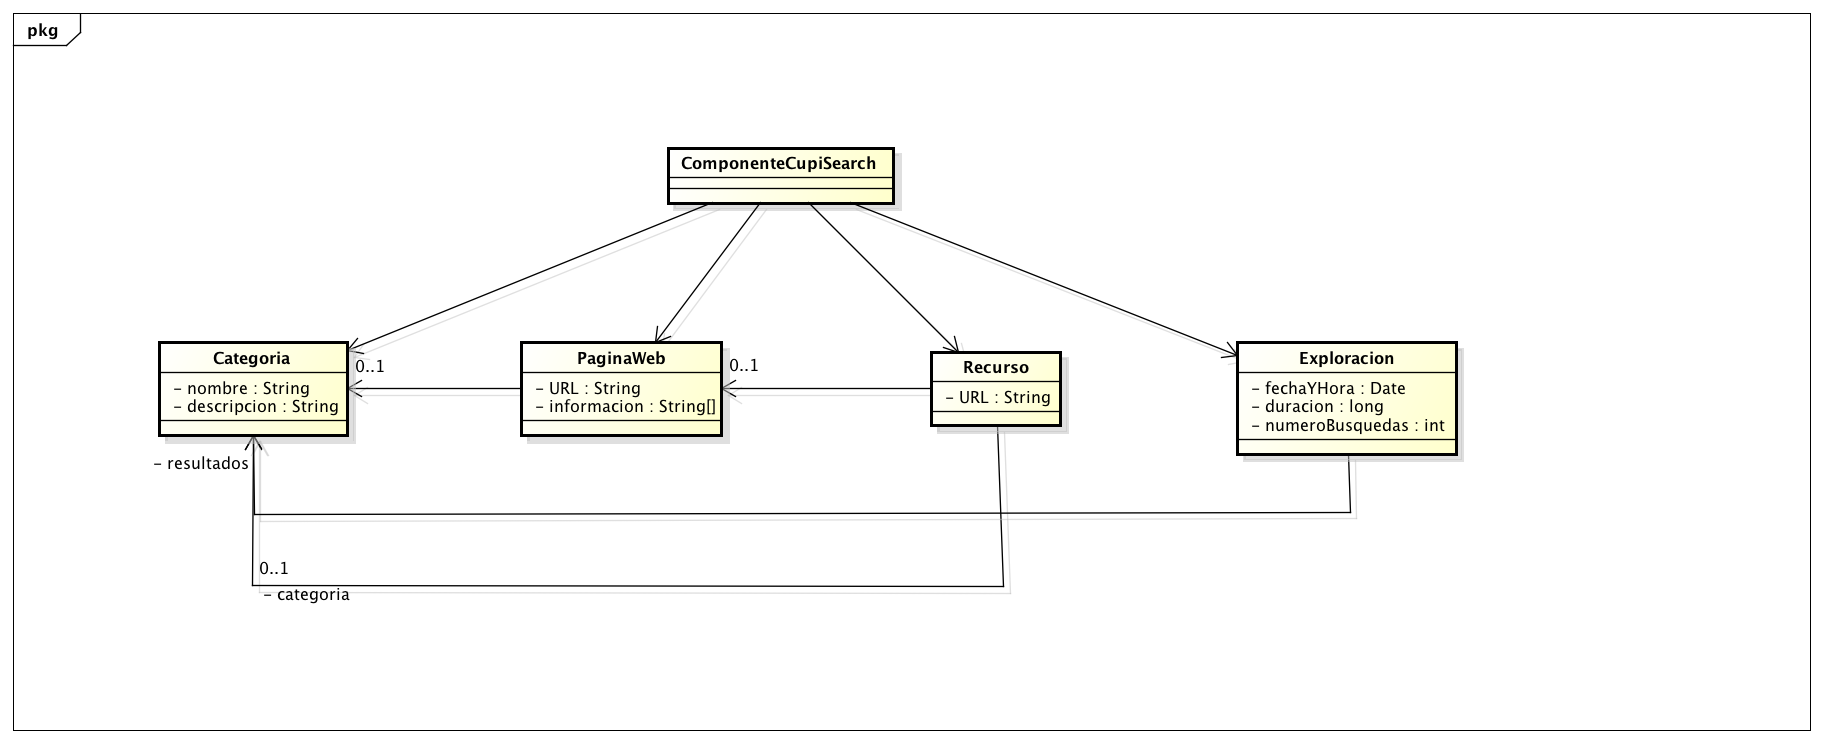 pkg
ComponenteCupiSearch
Categoria
- nombre : String
- descripcion : String
0..1
PaginaWeb
- URL : String
- informacion : String[]
0..1
Recurso
- URL : String
Exploracion
- fechaYHora : Date
- duracion : long
- numeroBusquedas : int
- resultados
0..1
- categoria